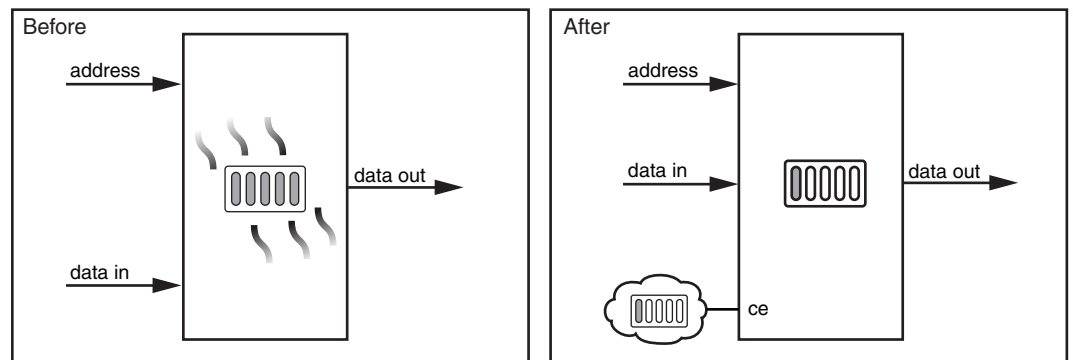 Before
address
data out
data in
After
address
data in
data out
ce